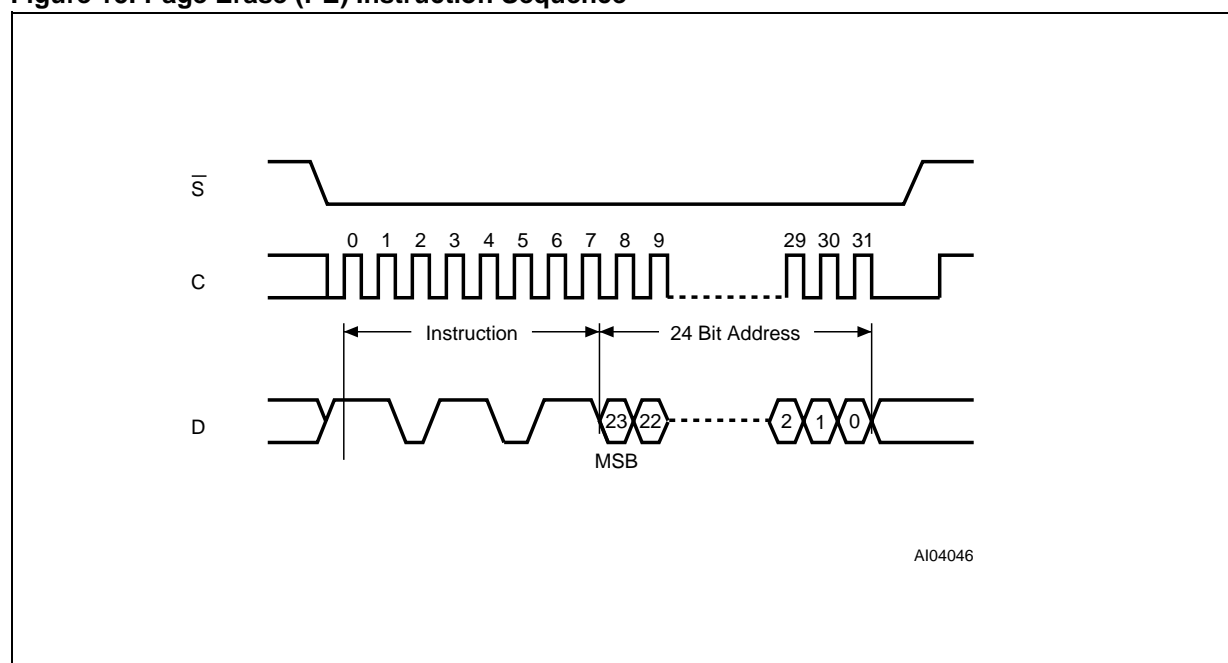 Figure Page Erase (PE) Instruction Sequence
S̅
0 1 2 3 4 5 6 7 8 9 29 30 31
C
Instruction 24 Bit Address
D 23 22 2 1 0
MSB
AI04046